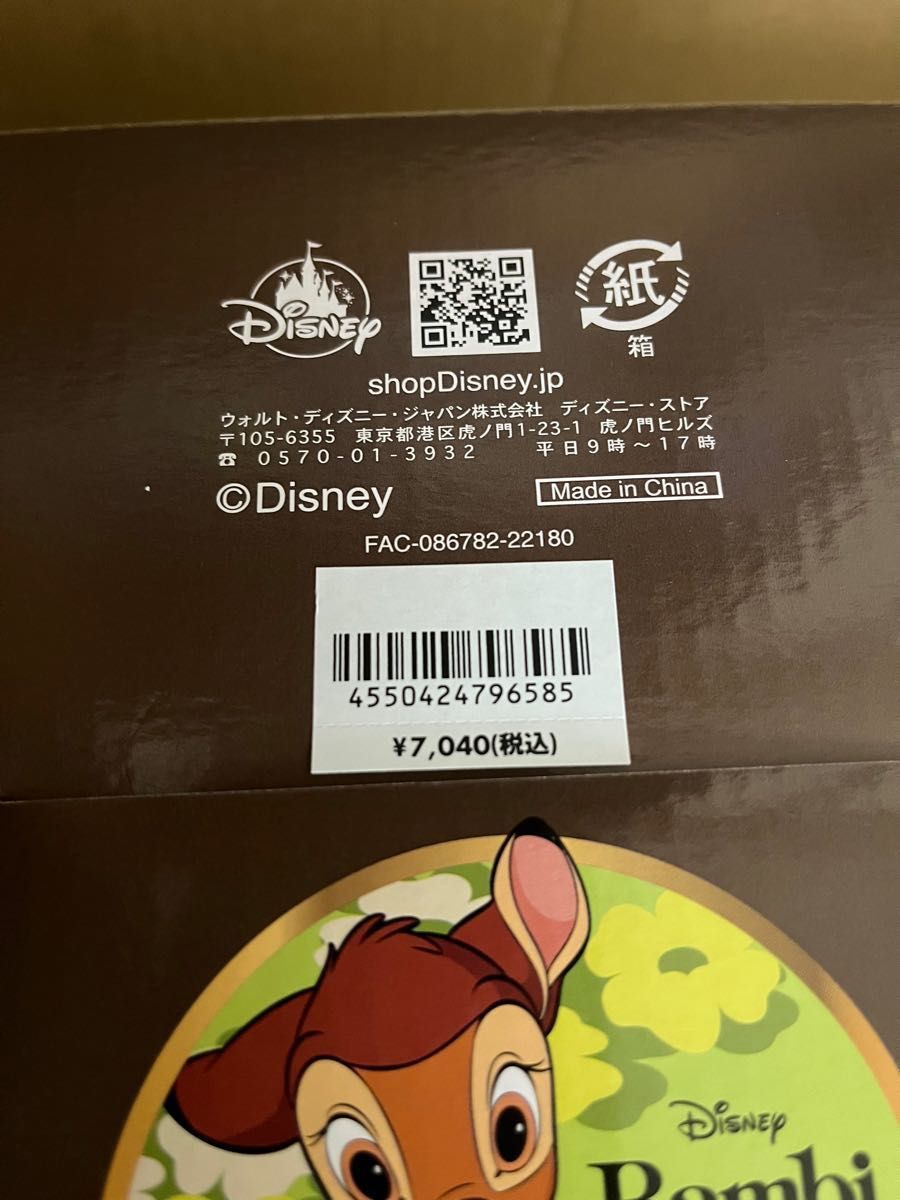 DISNEY
紙
箱
shopDisney.jp
ウォルト・ディズニー・ジャパン株式会社 ディズニー・ストア
〒105-6355 東京都港区虎ノ門1-23-1 虎ノ門ヒルズ
☎ 0570-01-3932 平日9時~17時
©Disney Made in China
FAC-086782-22180
4550424796585
¥7,040(税込)
DISNEY
Bambi